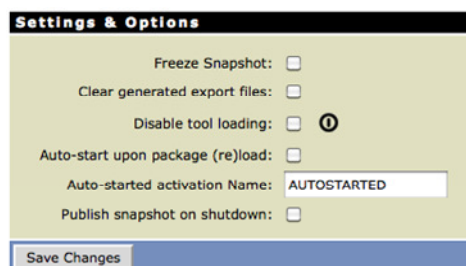 Settings & Options
Freeze Snapshot:
Clear generated export files:
Disable tool loading:
Auto-start upon package (re)load:
Auto-started activation Name: AUTOSTARTED
Publish snapshot on shutdown:
Save Changes